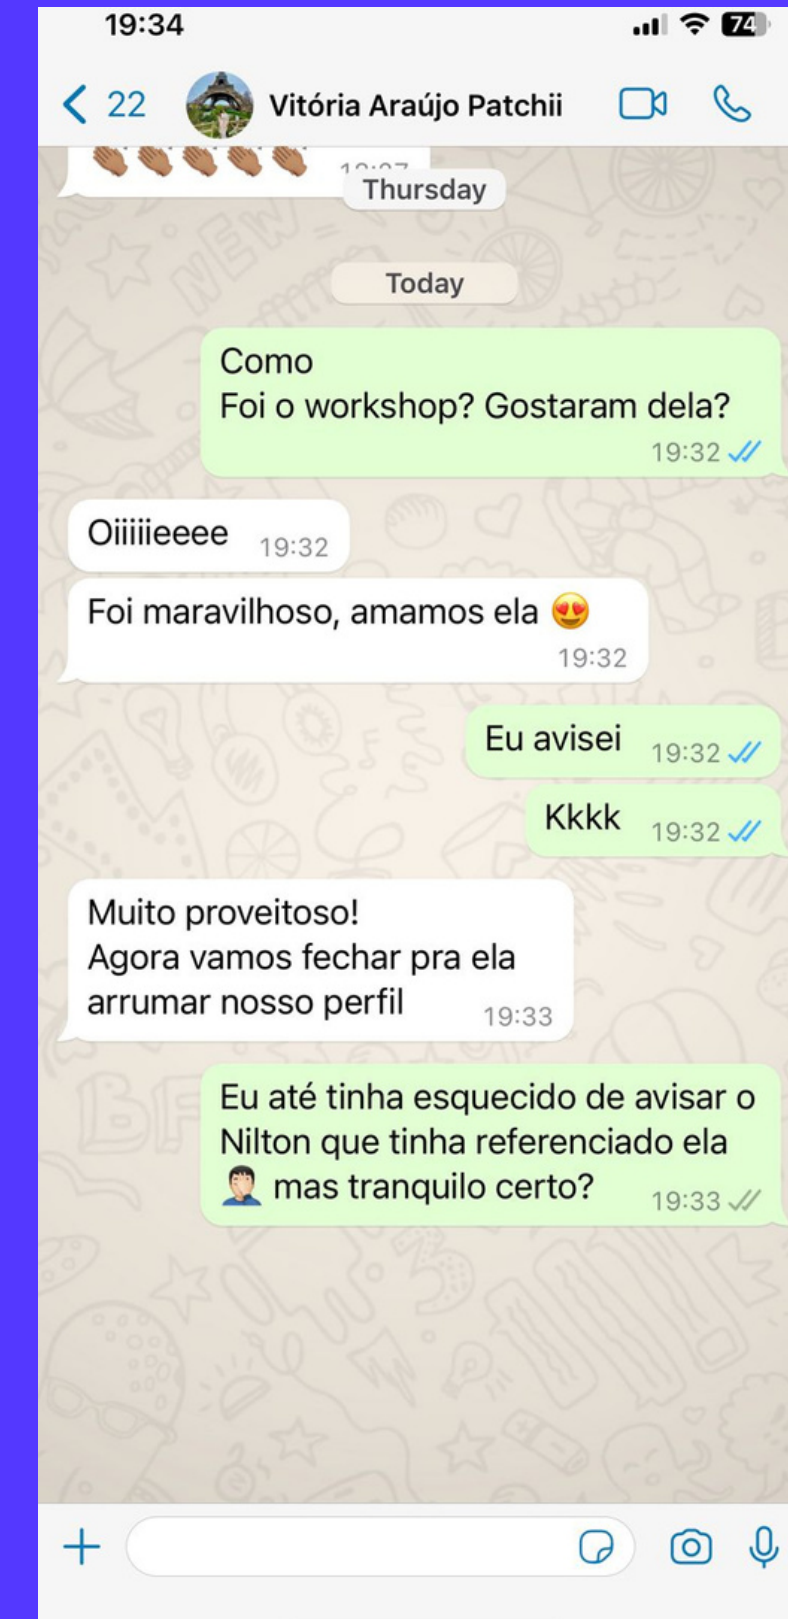 19:34
74
22
Vitória Araújo Patchii
Thursday
Today
Como
Foi o workshop? Gostaram dela?
19:32
Oiiiiieeee 19:32
Foi maravilhoso, amamos ela 😍
19:32
Eu avisei 19:32
Kkkk 19:32
Muito proveitoso!
Agora vamos fechar pra ela
arrumar nosso perfil 19:33
Eu até tinha esquecido de avisar o
Nilton que tinha referenciado ela
🤦🏻‍♂️ mas tranquilo certo? 19:33